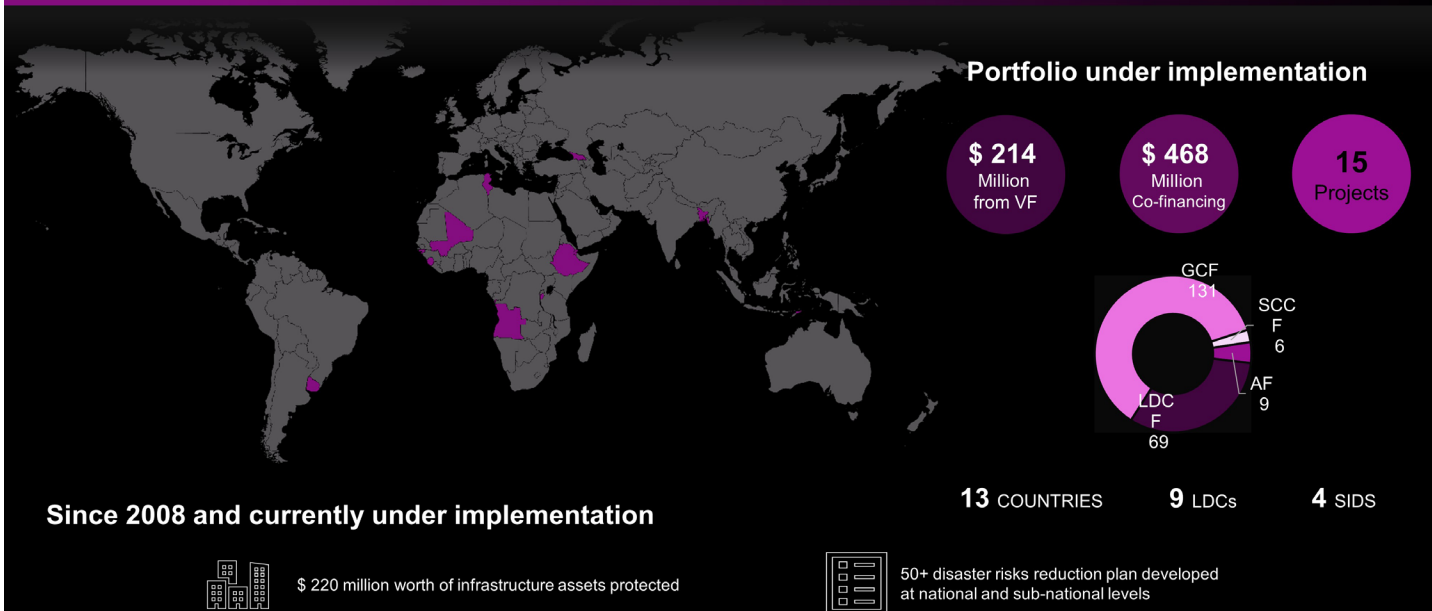 Portfolio under implementation
$ 214
Million
from VF
$ 468
Million
Co-financing
15
Projects
GCF
131
SCC
F
6
AF
9
LDC
F
69
13 COUNTRIES
9 LDCs
4 SIDS
Since 2008 and currently under implementation
$ 220 million worth of infrastructure assets protected
50+ disaster risks reduction plan developed
at national and sub-national levels